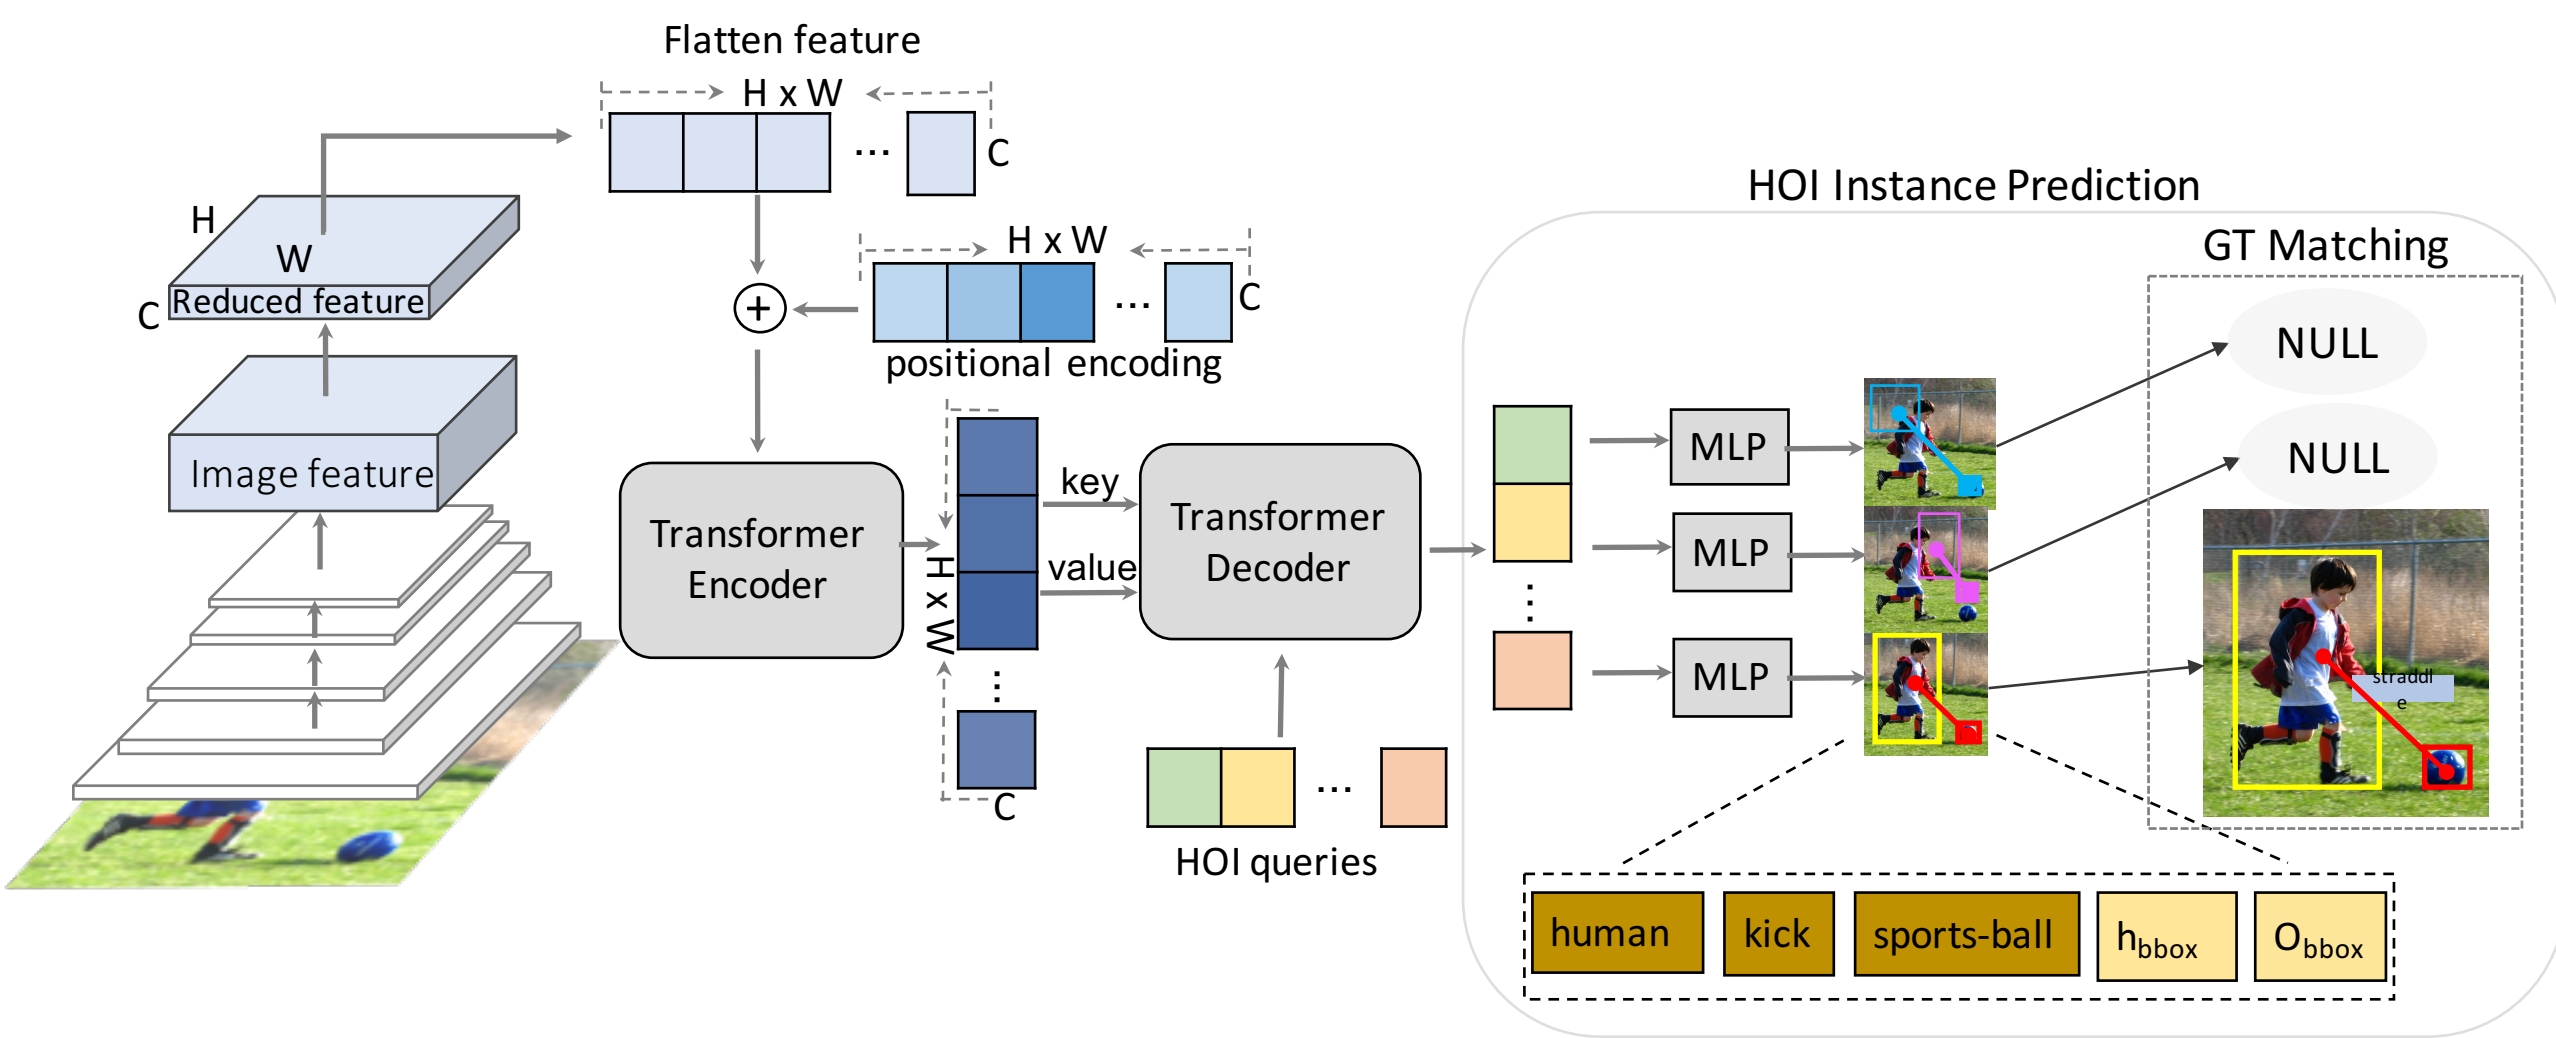 Flatten feature
H x W
C
H
W
C
Reduced feature
Image feature
H x W
C
+
positional encoding
Transformer
Encoder
H x W
C
key
value
Transformer
Decoder
HOI queries
HOI Instance Prediction
GT Matching
MLP
MLP
MLP
NULL
NULL
straddl
e
human
kick
sports-ball
hbbox
Obbox